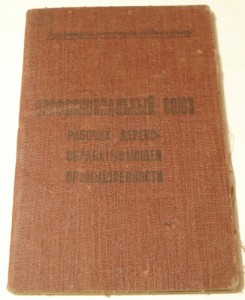 ПРОФЕССИОНАЛЬНЫЙ СОЮЗ
РАБОЧИХ ДЕРЕВО-
ОБРАБАТЫВАЮЩЕЙ
ПРОМЫШЛЕННОСТИ